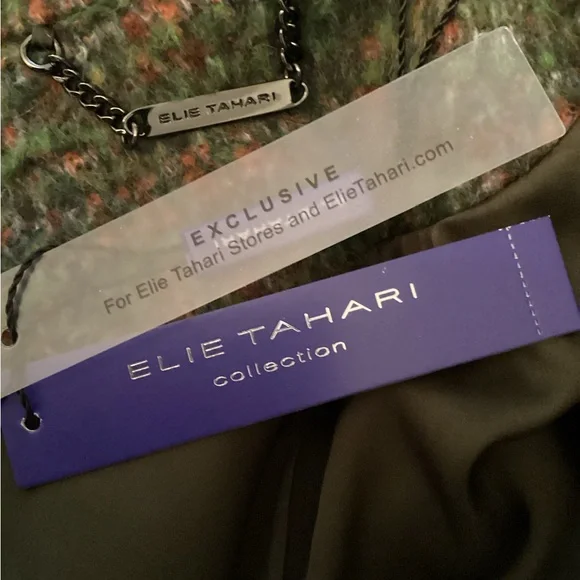 ELIE TAHARI
EXCLUSIVE
For Elie Tahari Stores and ElieTahari.com
ELIE TAHARI
collection